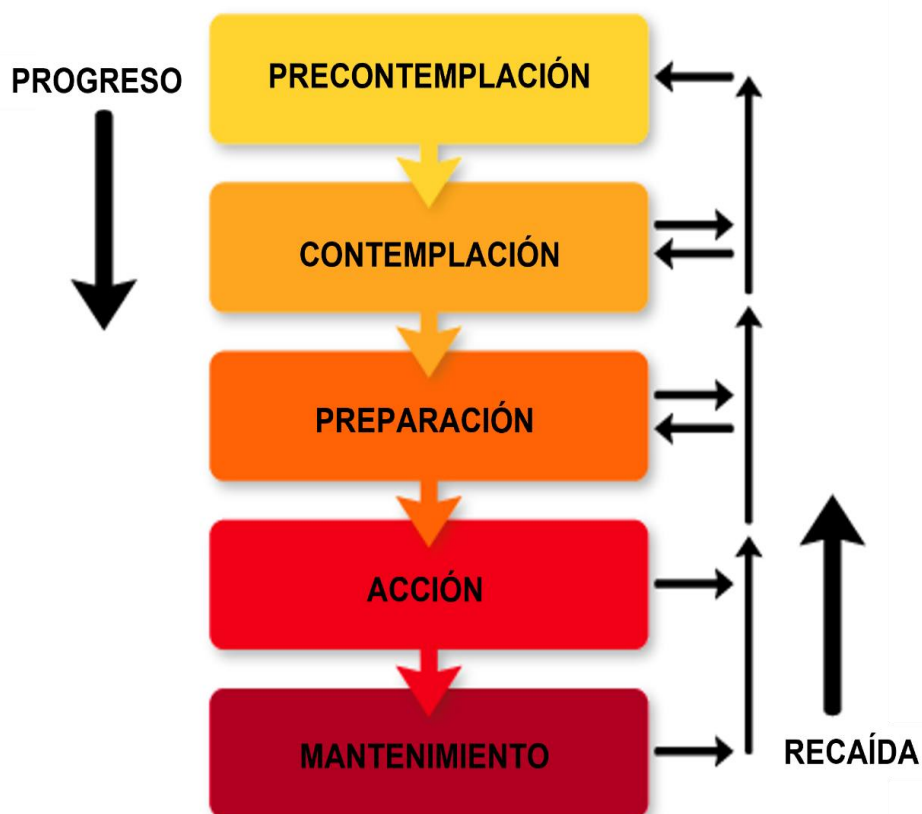 PROGRESO
PRECONTEMPLACIÓN
CONTEMPLACIÓN
PREPARACIÓN
ACCIÓN
MANTENIMIENTO
RECAÍDA